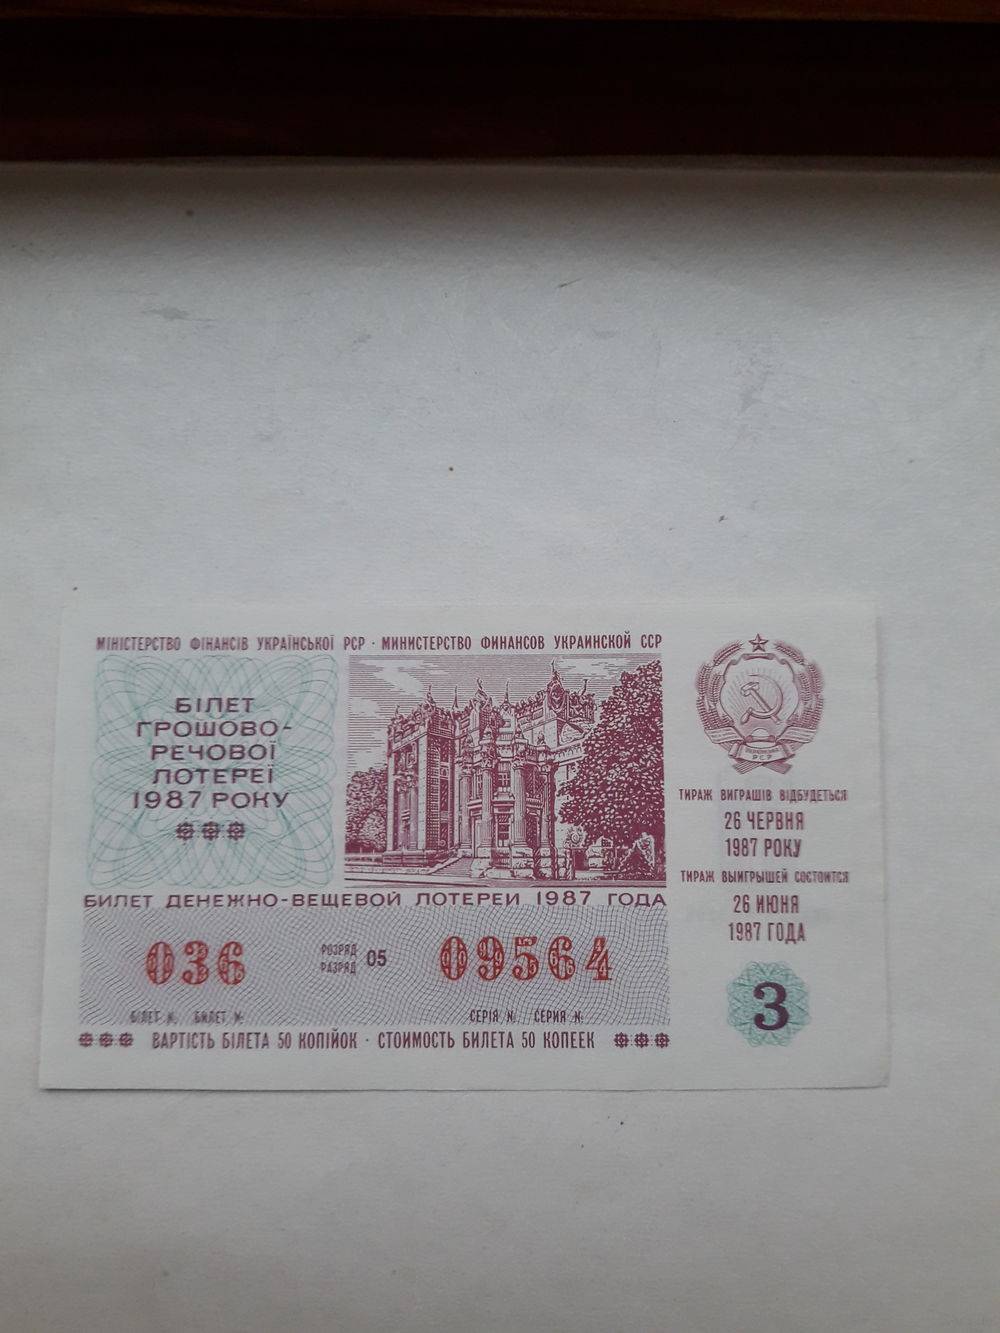 МІНІСТЕРСТВО ФІНАНСІВ УКРАЇНСЬКОЇ РСР · МИНИСТЕРСТВО ФИНАНСОВ УКРАИНСКОЙ ССР
БІЛЕТ
ГРОШОВО-
РЕЧОВОЇ
ЛОТЕРЕЇ
1987 РОКУ
БИЛЕТ ДЕНЕЖНО-ВЕЩЕВОЙ ЛОТЕРЕИ 1987 ГОДА
036
РОЗРЯД
РАЗРЯД
05
09564
БІЛЕТ № БИЛЕТ №
СЕРІЯ № СЕРИЯ №
ВАРТІСТЬ БІЛЕТА 50 КОПІЙОК · СТОИМОСТЬ БИЛЕТА 50 КОПЕЕК
УКРАЇНСЬКА
РСР
ТИРАЖ ВИГРАШІВ ВІДБУДЕТЬСЯ
26 ЧЕРВНЯ
1987 РОКУ
ТИРАЖ ВЫИГРЫШЕЙ СОСТОИТСЯ
26 ИЮНЯ
1987 ГОДА
3